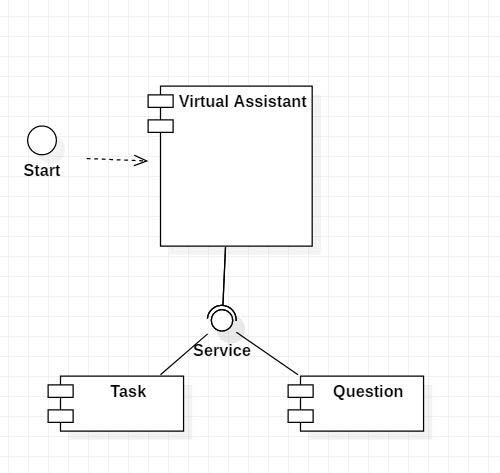 Virtual Assistant
Start
Service
Task
Question